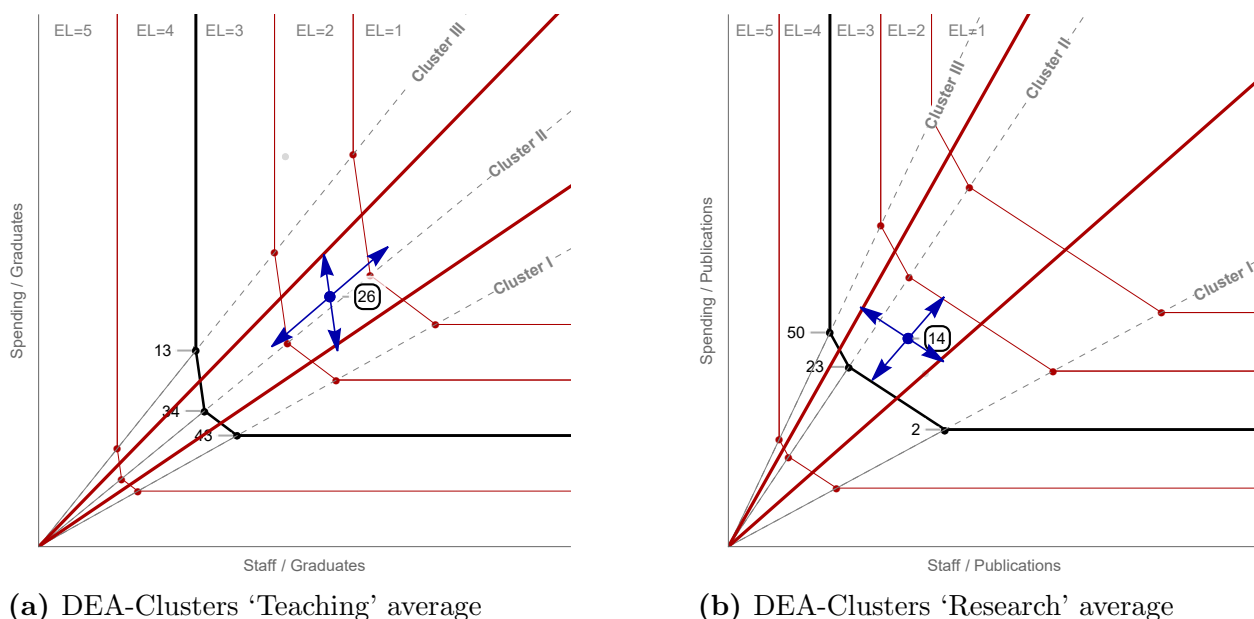 EL=5 EL=4 EL=3 EL=2 EL=1
Cluster III
Cluster II
Cluster I
26
13
34
43
Spending / Graduates
Staff / Graduates
(a) DEA-Clusters ‘Teaching’ average
EL=5 EL=4 EL=3 EL=2 EL=1
Cluster III
Cluster II
Cluster I
50
14
23
2
Spending / Publications
Staff / Publications
(b) DEA-Clusters ‘Research’ average